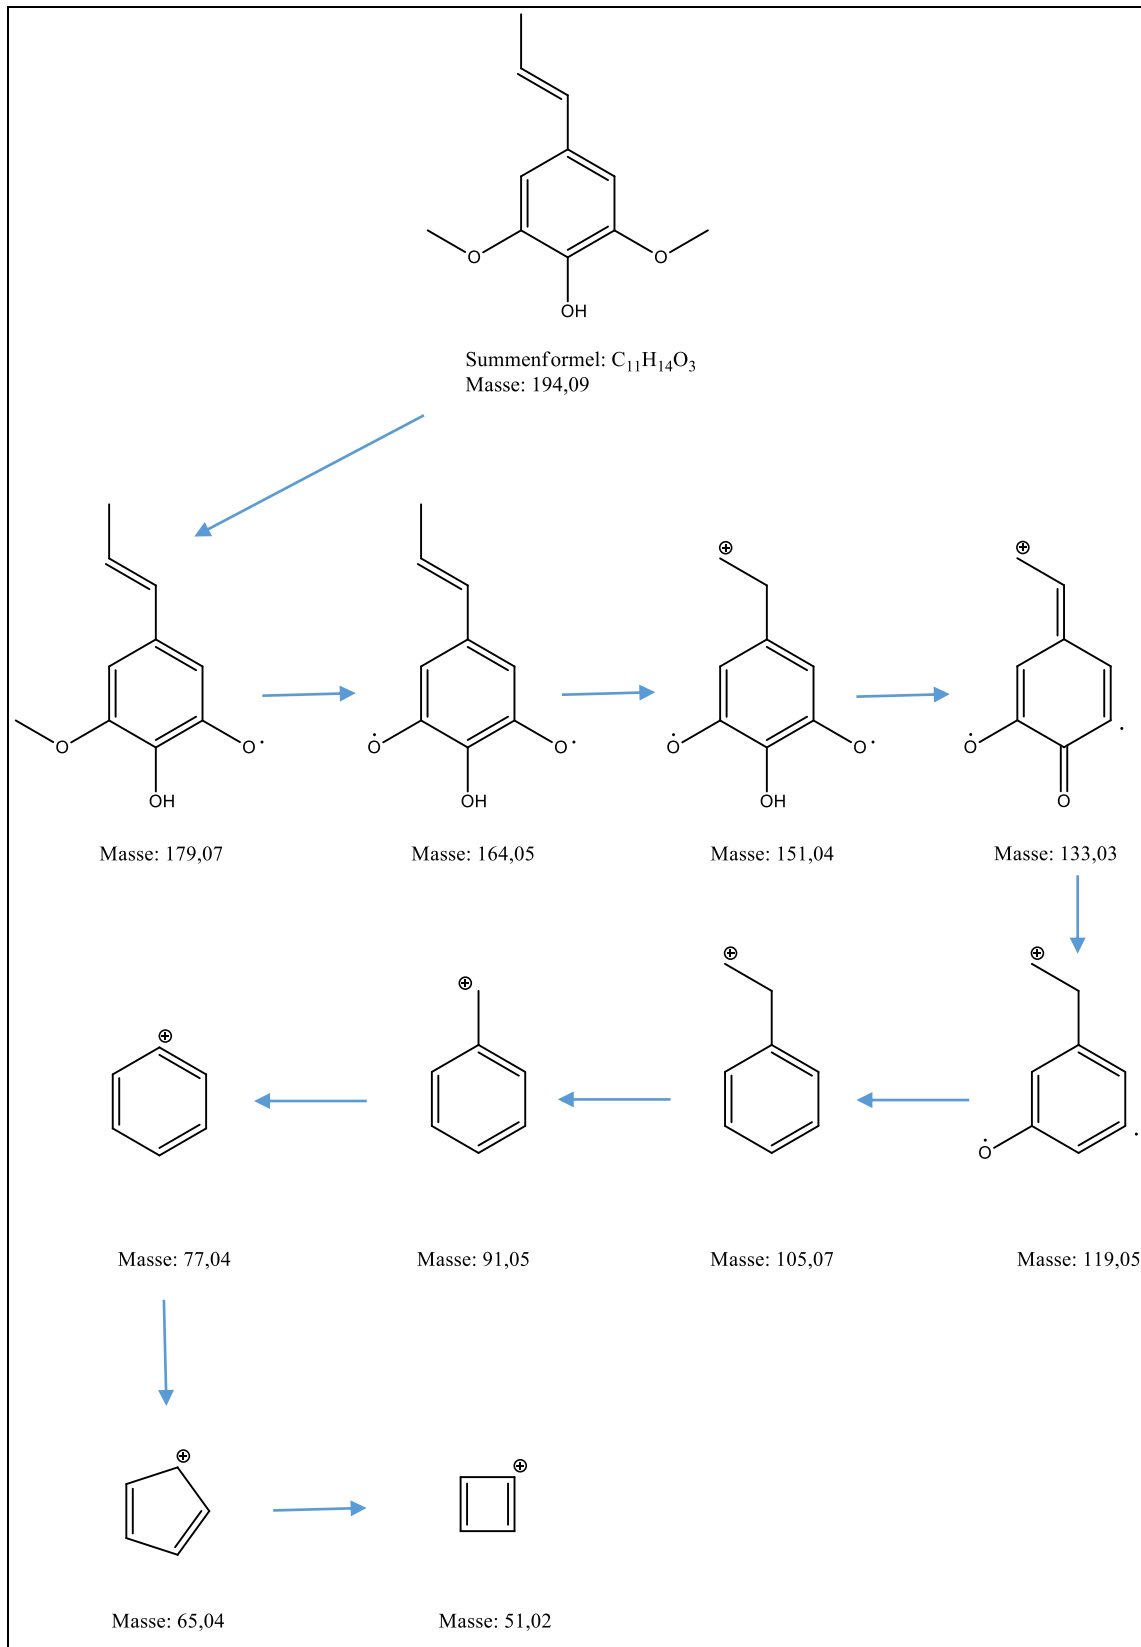 O
O
OH
Summenformel: C₁₁H₁₄O₃
Masse: 194,09
O
O·
OH
Ȯ
O·
OH
⊕
Ȯ
O·
OH
⊕
Ȯ
·
O
Masse: 179,07
Masse: 164,05
Masse: 151,04
Masse: 133,03
⊕
⊕
⊕
⊕
Ȯ
·
Masse: 77,04
Masse: 91,05
Masse: 105,07
Masse: 119,05
⊕
⊕
Masse: 65,04
Masse: 51,02